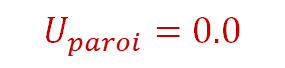 U_paroi = 0.0